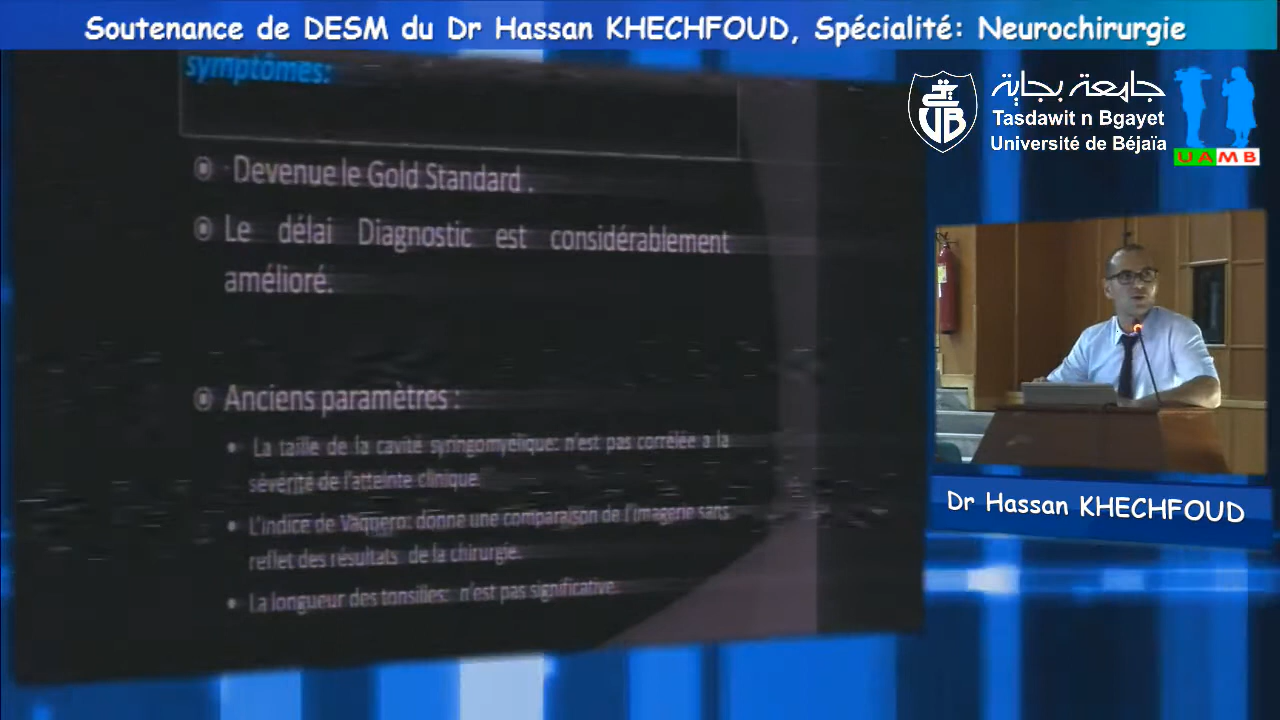 Soutenance de DESM du Dr Hassan KHECHFOUD, Spécialité: Neurochirurgie
symptômes:
· Devenue le Gold Standard .
Le délai Diagnostic est considérablement
amélioré.
Anciens paramètres :
La taille de la cavité syringomyélique: n'est pas corrélée a la
sévérité de l'atteinte clinique
L'indice de Vaquero: donne une comparaison de l'imagerie sans
reflet des résultats de la chirurgie.
La longueur des tonsilles: n'est pas significative.
جامعة بجاية
Tasdawit n Bgayet
Université de Béjaïa
UAMB
Dr Hassan KHECHFOUD